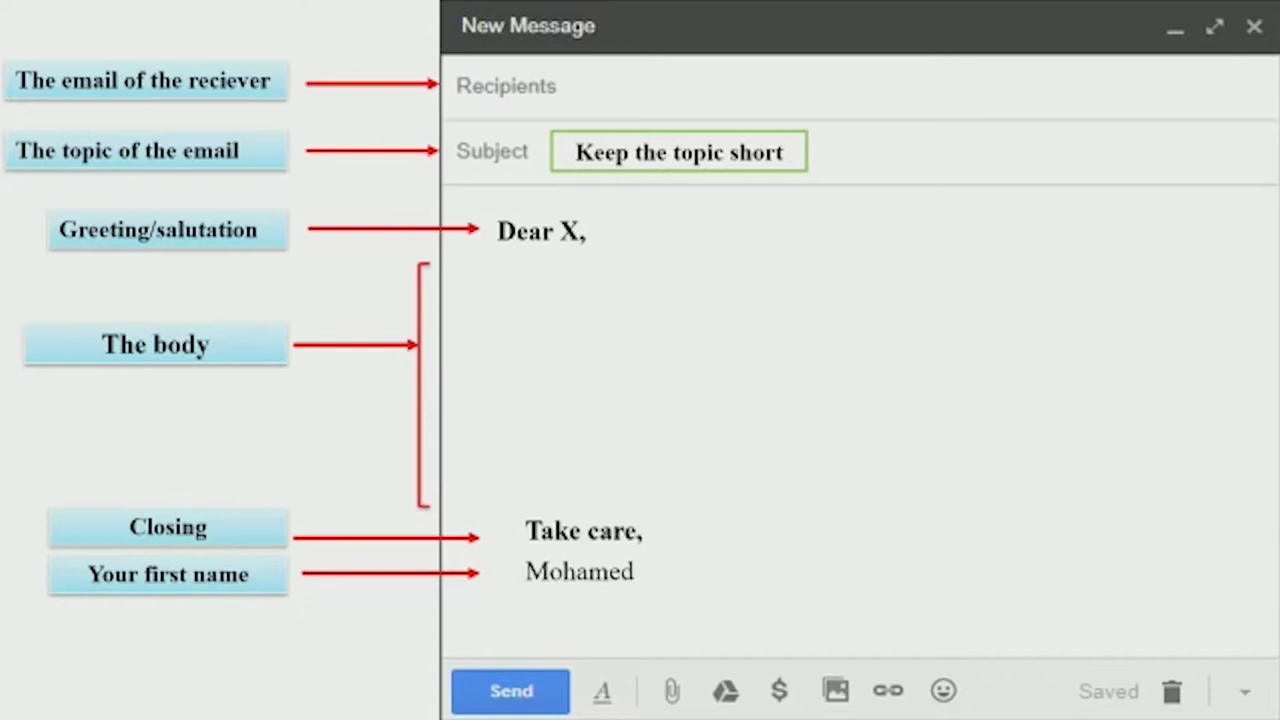 New Message
The email of the reciever
Recipients
The topic of the email
Subject
Keep the topic short
Greeting/salutation
Dear X,
The body
Closing
Take care,
Your first name
Mohamed
Send
A
$
Saved